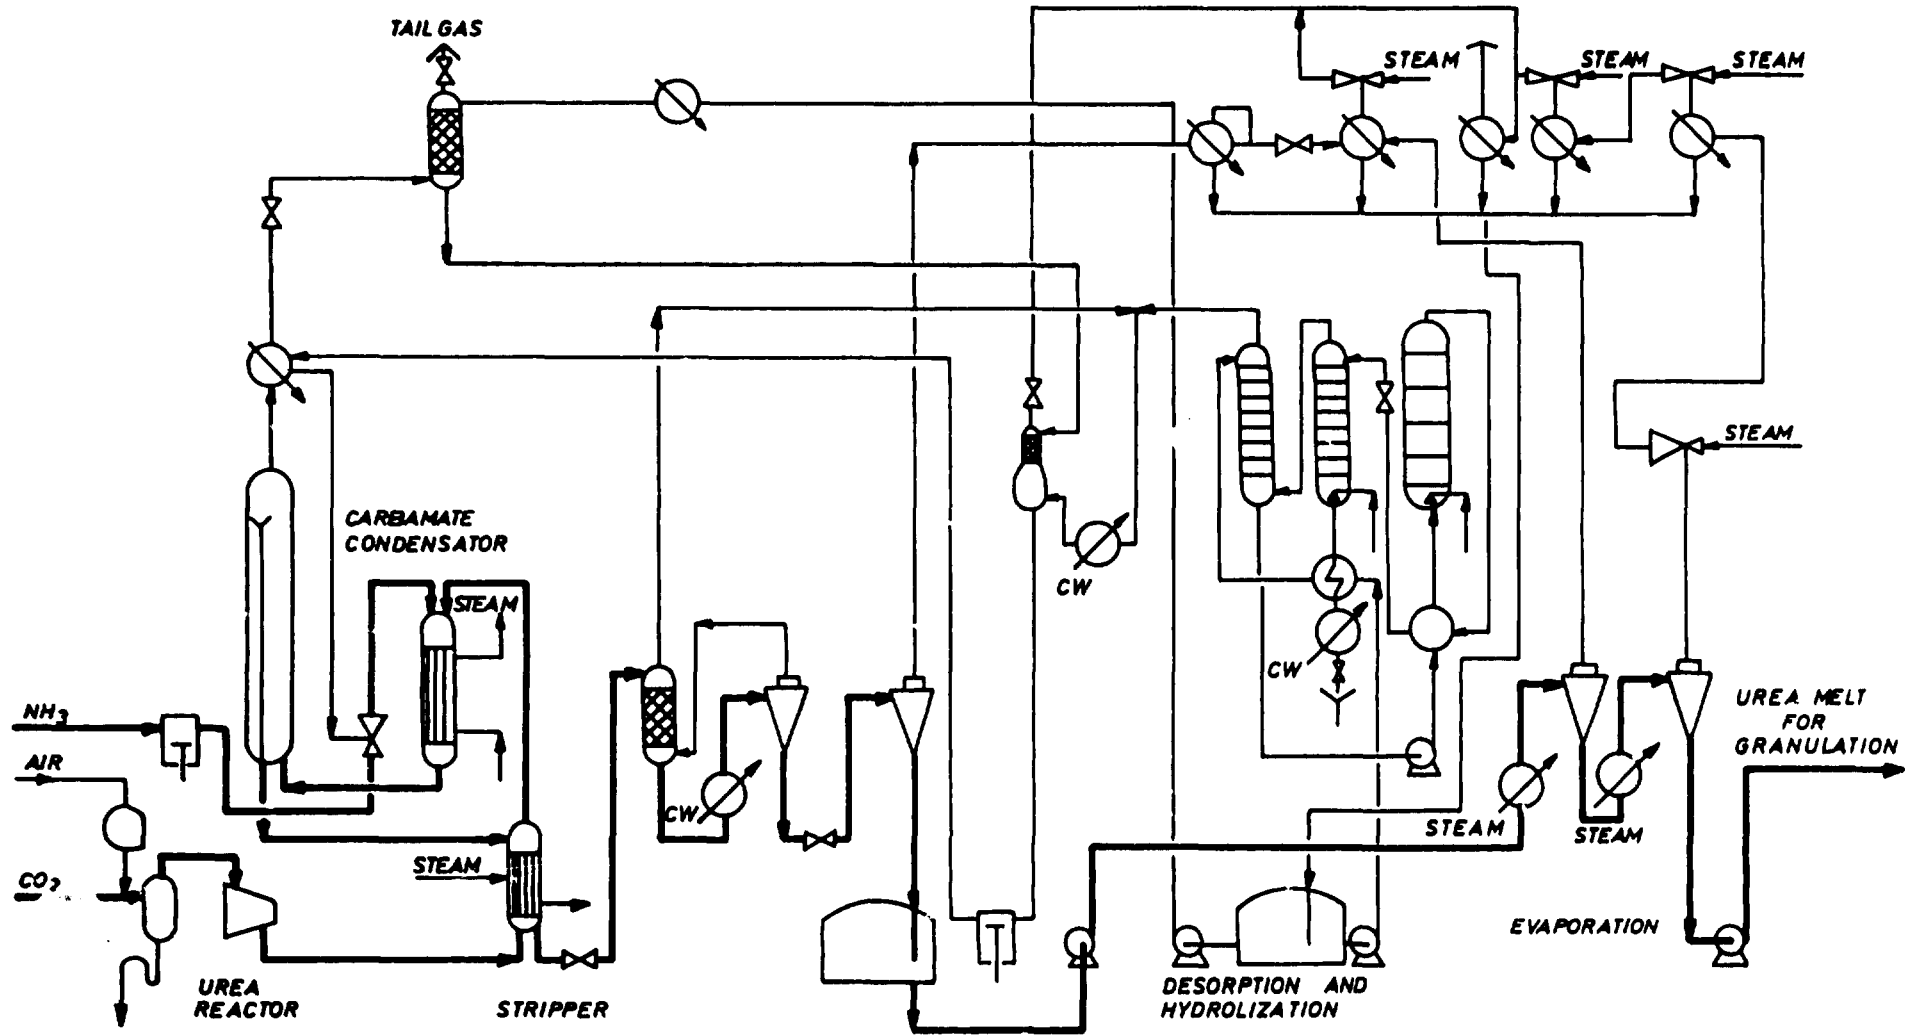 TAIL GAS
STEAM
STEAM
STEAM
STEAM
CARBAMATE
CONDENSATOR
STEAM
CW
CW
NH3
AIR
CW
UREA MELT
FOR
GRANULATION
STEAM
STEAM
STEAM
CO2
EVAPORATION
UREA
REACTOR
STRIPPER
DESORPTION AND
HYDROLIZATION